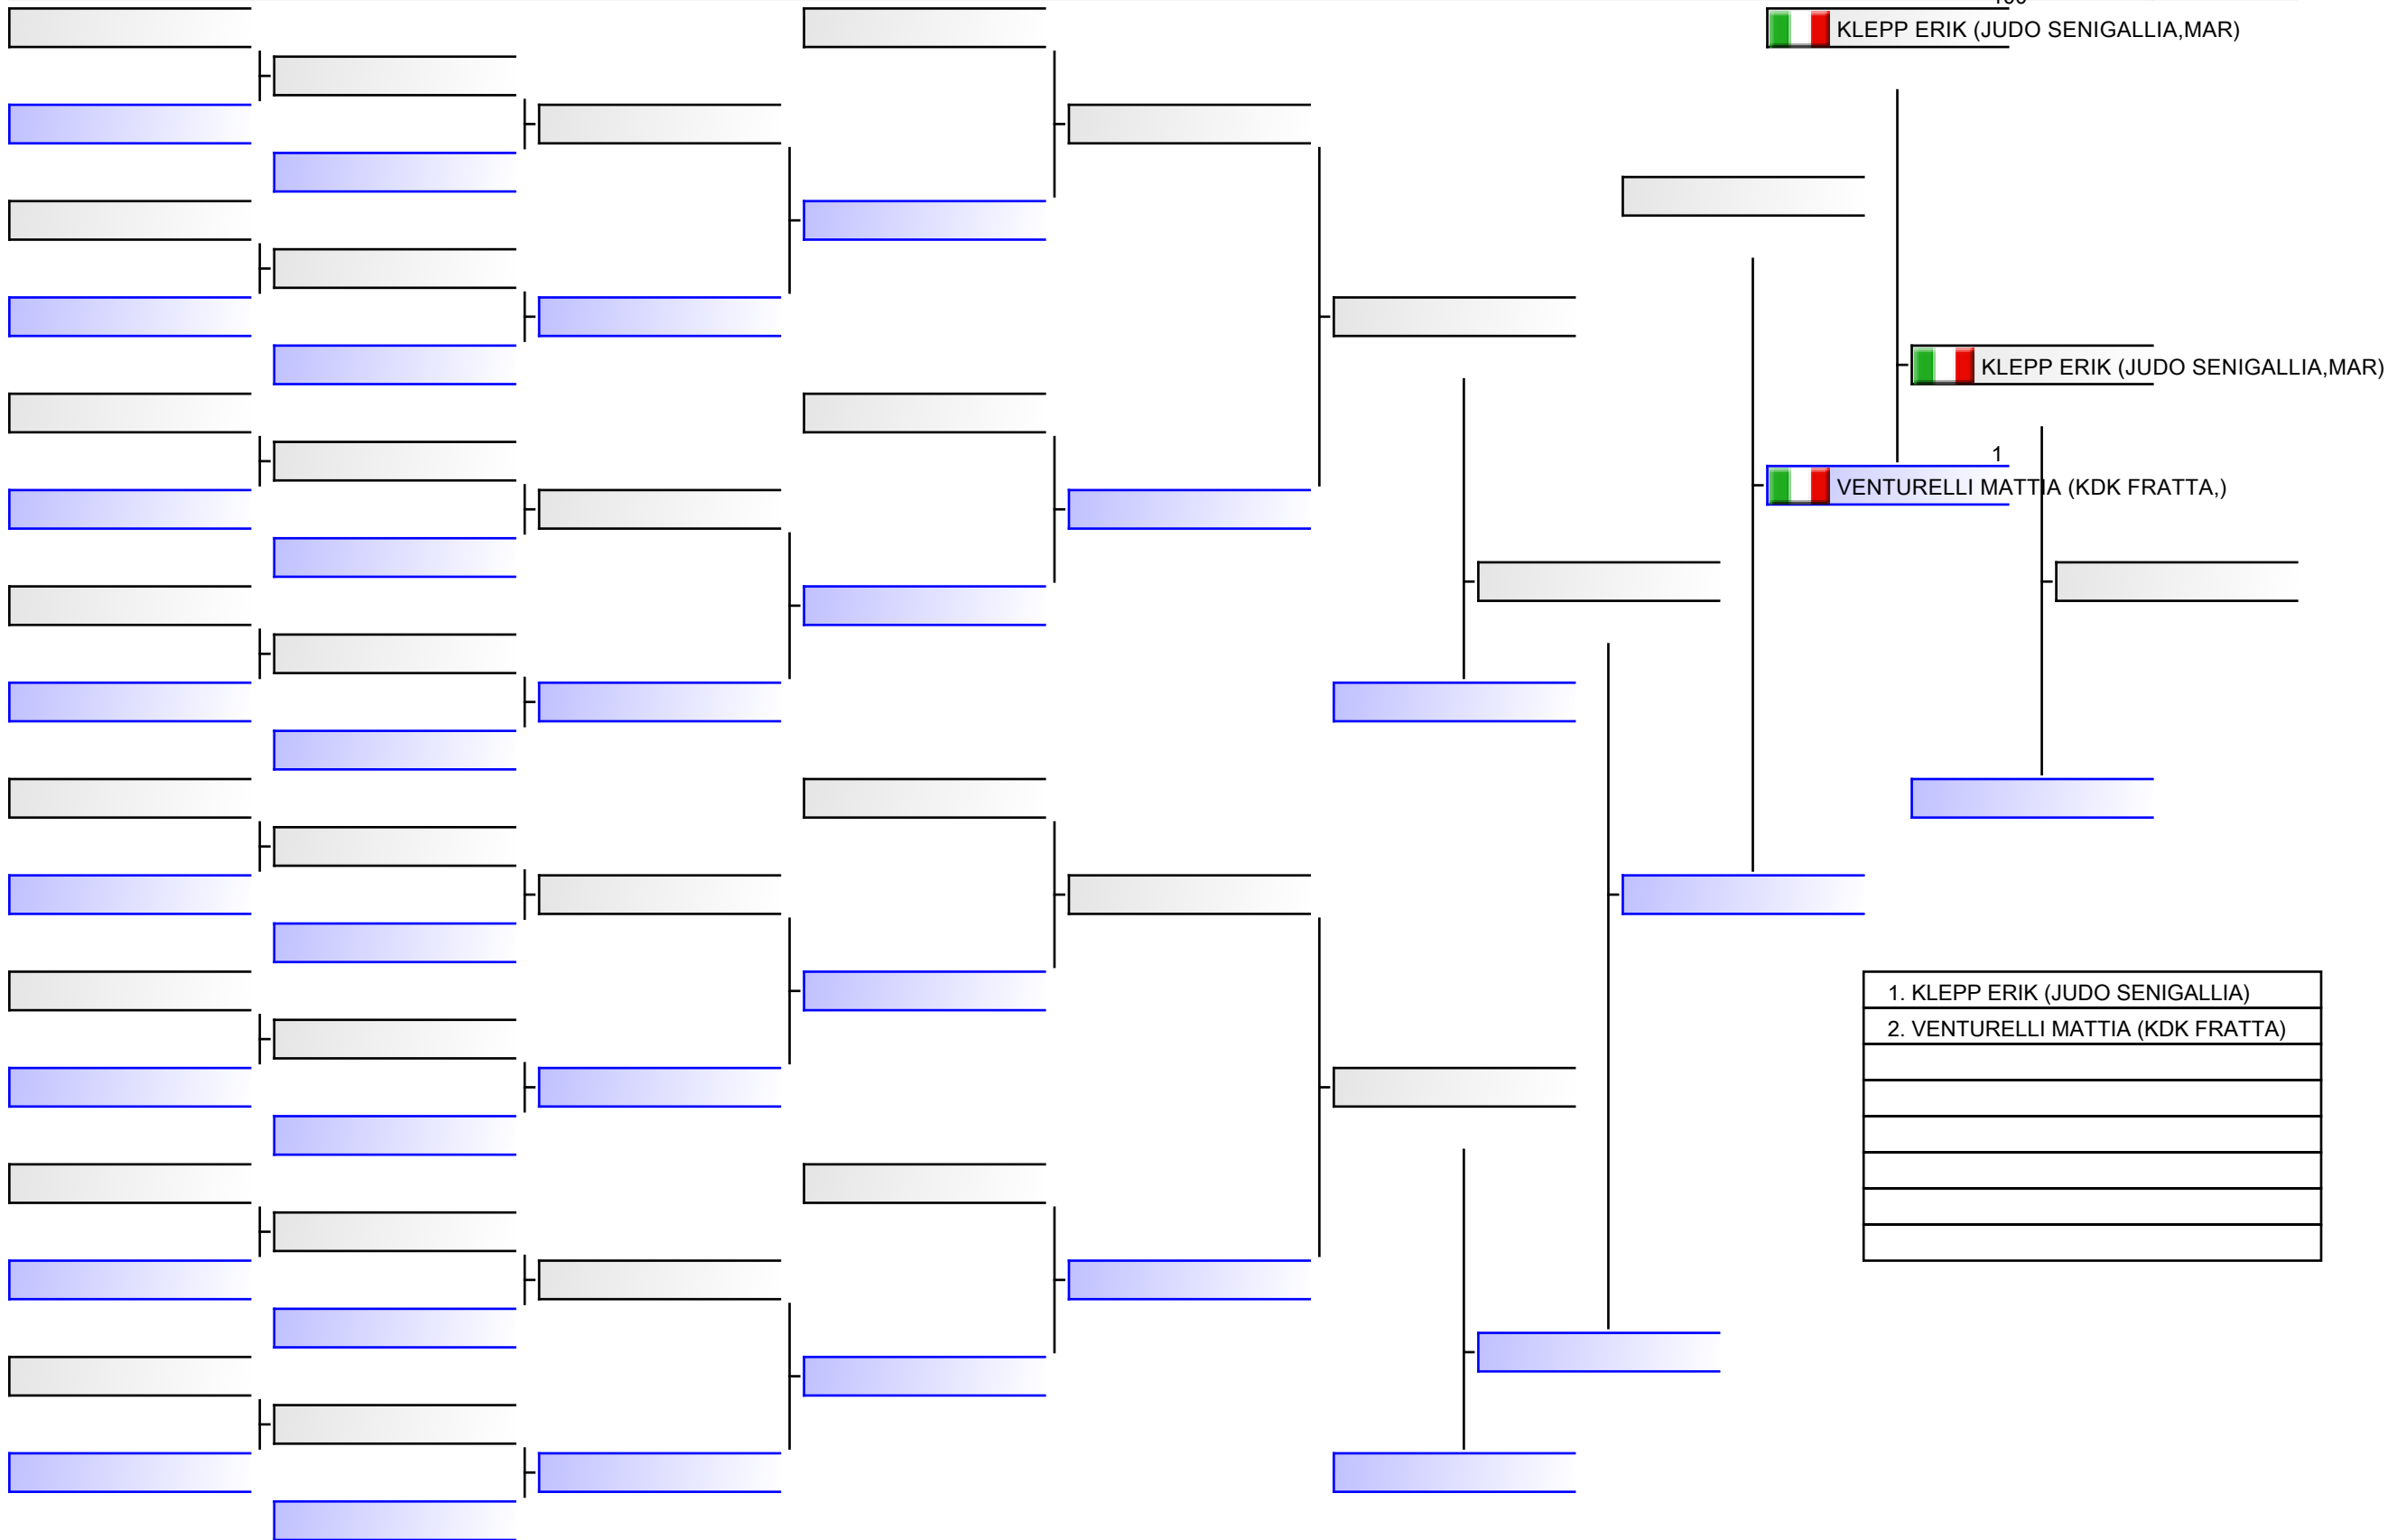 KLEPP ERIK (JUDO SENIGALLIA,MAR)
KLEPP ERIK (JUDO SENIGALLIA,MAR)
1
VENTURELLI MATTIA (KDK FRATTA,)
1. KLEPP ERIK (JUDO SENIGALLIA)
2. VENTURELLI MATTIA (KDK FRATTA)